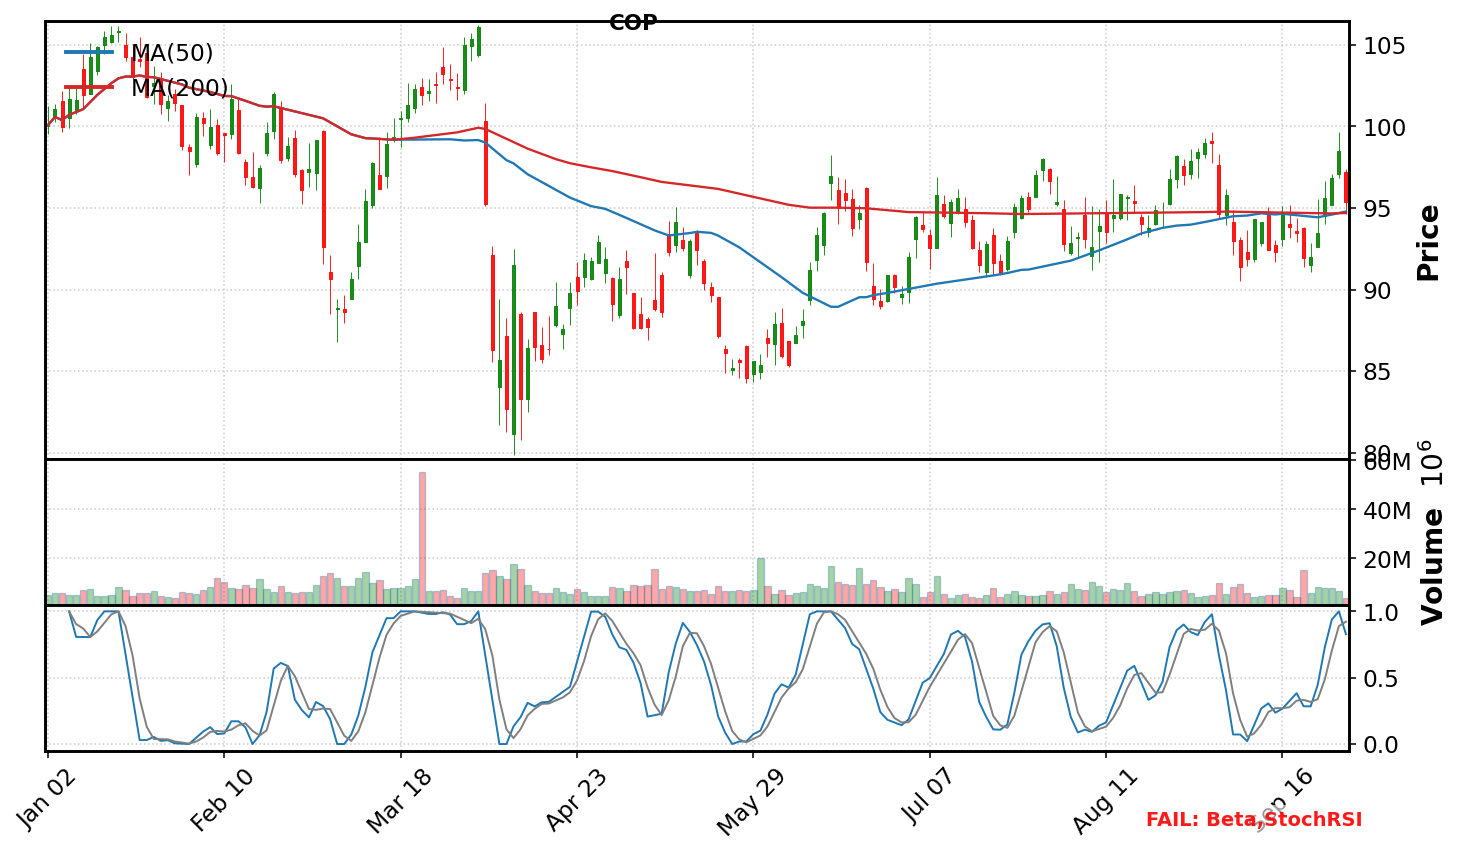 COP
MA(50)
MA(200)
105
100
95
90
85
80
Price
60M
40M
20M
Volume 10^6
1.0
0.5
0.0
Jan 02
Feb 10
Mar 18
Apr 23
May 29
Jul 07
Aug 11
Sep 16
FAIL: Beta,StochRSI